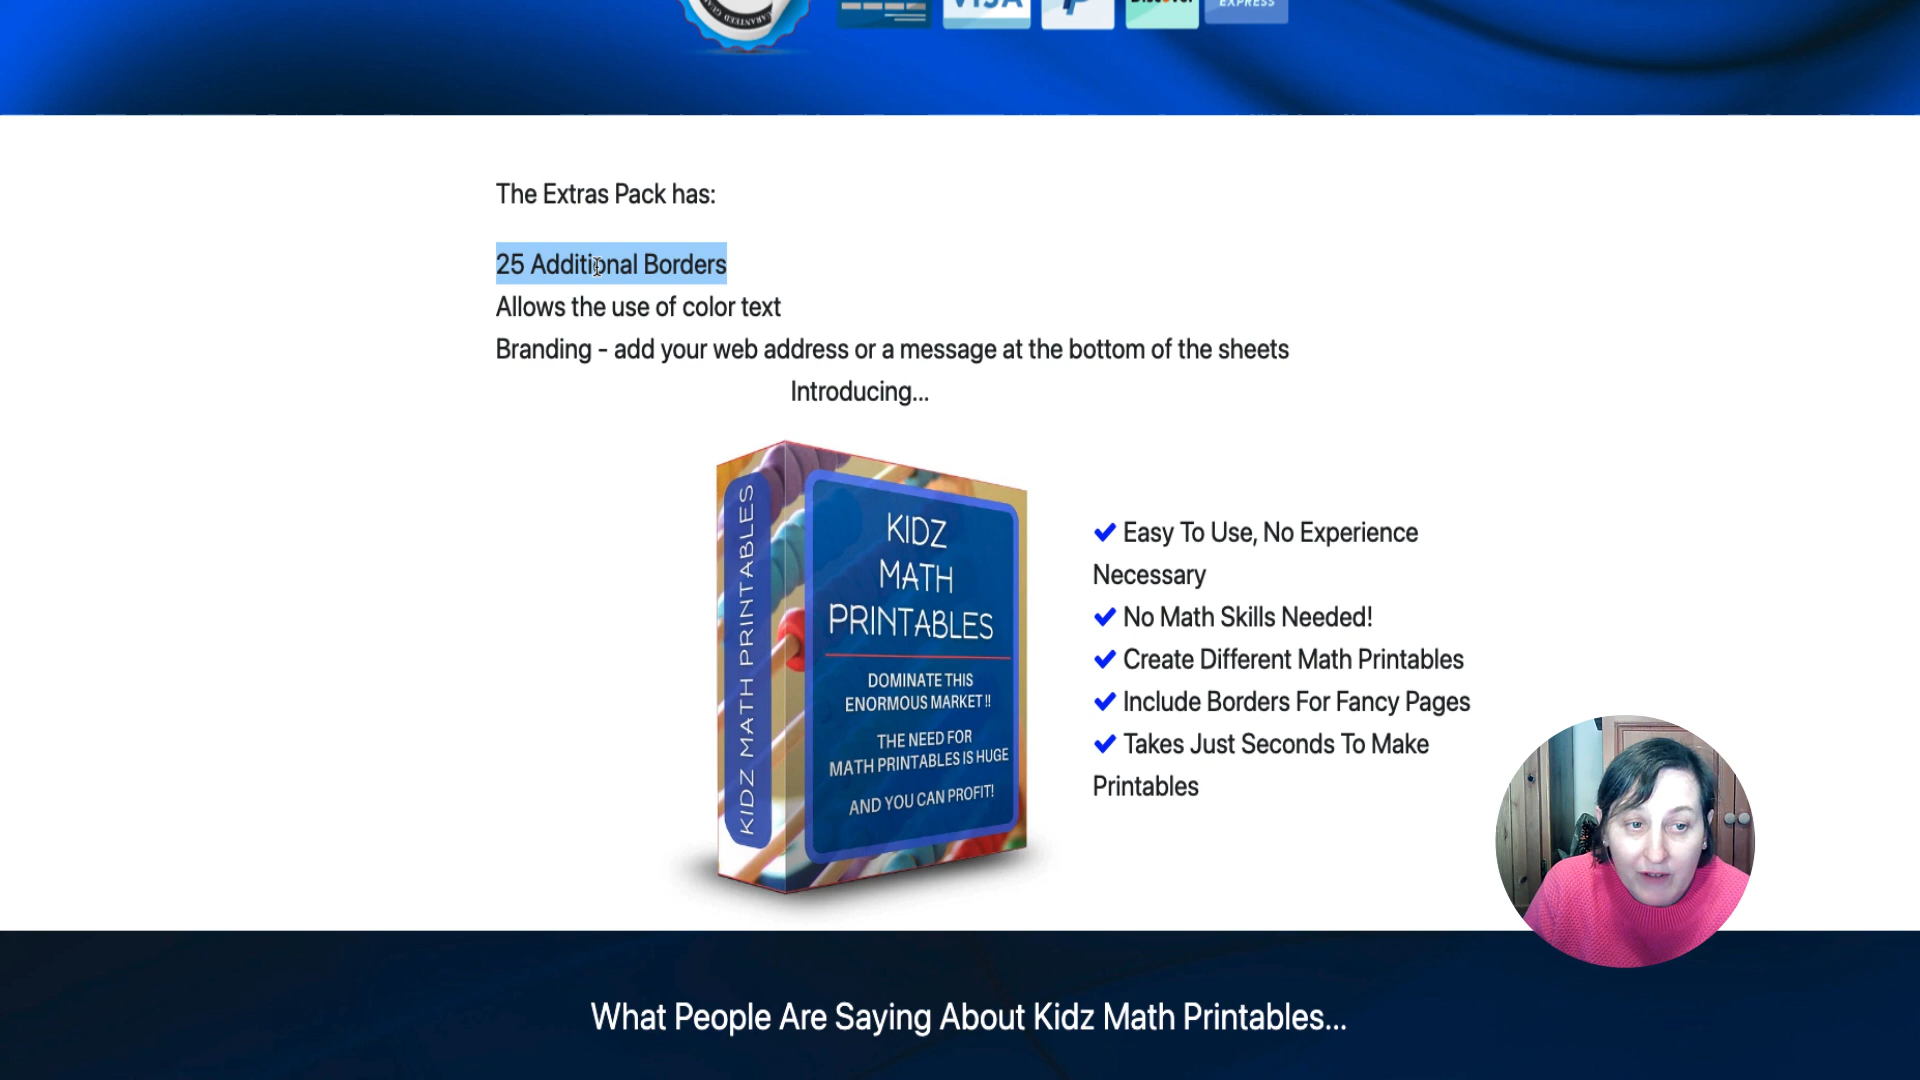 GUARANTEED
VISA
P
Discover
EXPRESS
The Extras Pack has:
25 Additional Borders
Allows the use of color text
Branding - add your web address or a message at the bottom of the sheets
Introducing...
KIDZ MATH PRINTABLES
KIDZ
MATH
PRINTABLES
DOMINATE THIS
ENORMOUS MARKET !!
THE NEED FOR
MATH PRINTABLES IS HUGE
AND YOU CAN PROFIT!
Easy To Use, No Experience
Necessary
No Math Skills Needed!
Create Different Math Printables
Include Borders For Fancy Pages
Takes Just Seconds To Make
Printables
What People Are Saying About Kidz Math Printables...